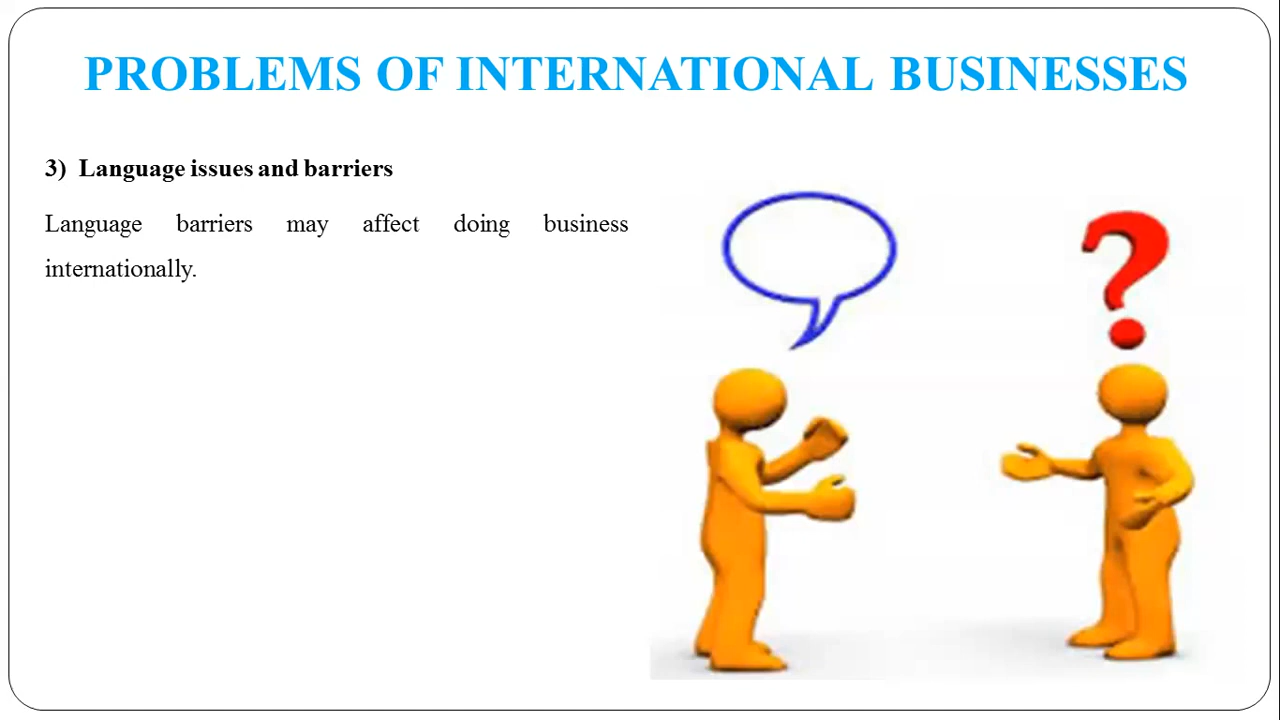 PROBLEMS OF INTERNATIONAL BUSINESSES
3) Language issues and barriers
Language barriers may affect doing business
internationally.
?